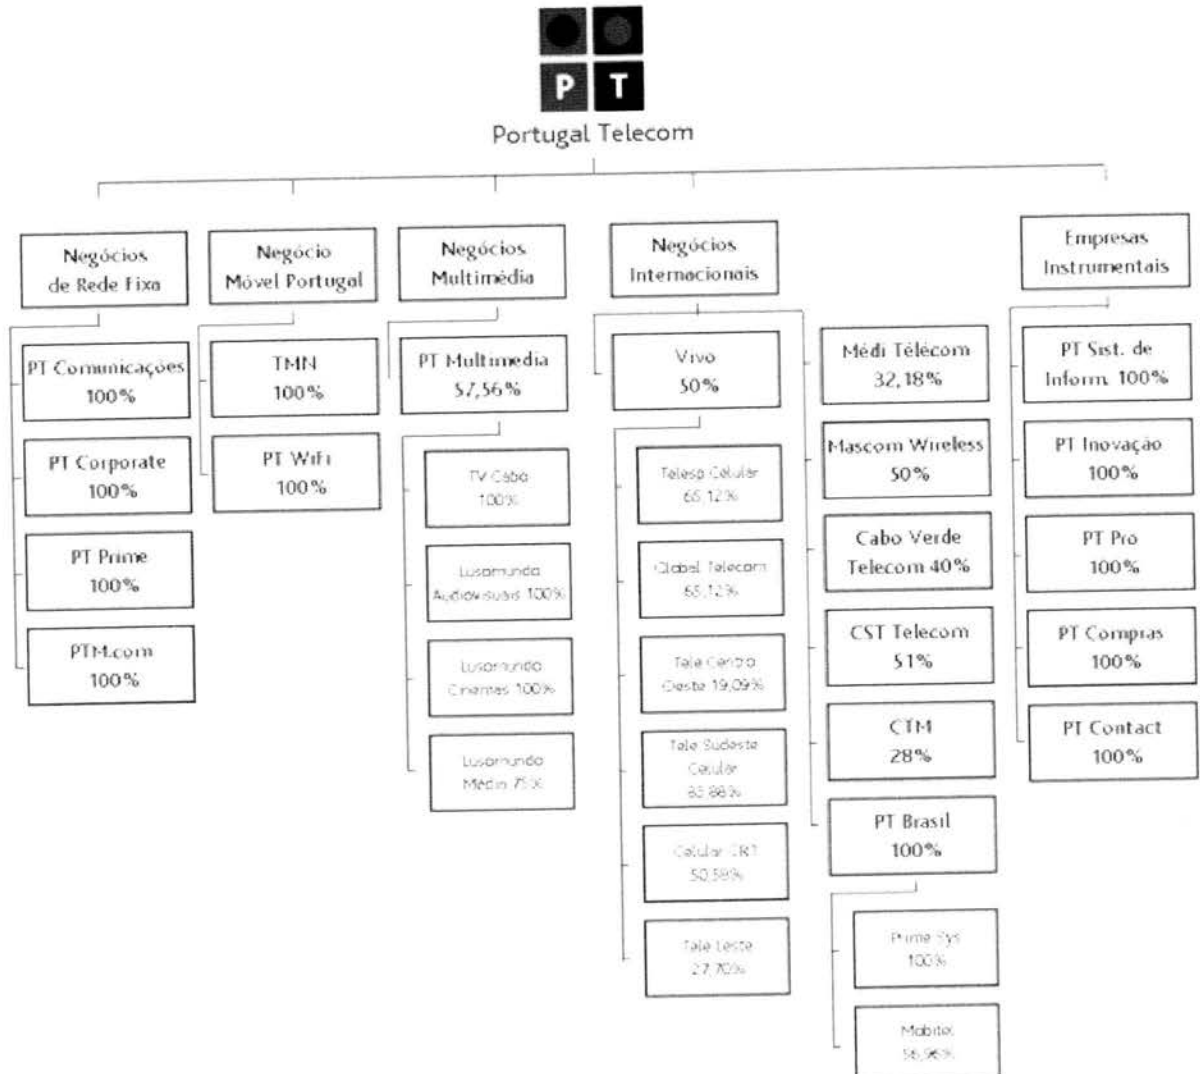 P T
Portugal Telecom
Negócios
de Rede Fixa
PT Comunicações
100%
PT Corporate
100%
PT Prime
100%
PTM.com
100%
Negócio
Móvel Portugal
TMN
100%
PT WiFi
100%
Negócios
Multimédia
PT Multimedia
57,56%
TV Cabo
100%
Lusomundo
Audiovisuais 100%
Lusomundo
Cinemas 100%
Lusomundo
Média 75%
Negócios
Internacionais
Vivo
50%
Telesp Celular
65,12%
Global Telecom
65,12%
Tele Centro
Oeste 19,09%
Tele Sudeste
Celular
Celular CRT
Tele Leste
27,70%
Médi Télécom
32,18%
Mascom Wireless
50%
Cabo Verde
Telecom 40%
CST Telecom
51%
CTM
28%
PT Brasil
100%
Prime Sys
100%
Mobitel
Empresas
Instrumentais
PT Sist. de
Inform. 100%
PT Inovação
100%
PT Pro
100%
PT Compras
100%
PT Contact
100%